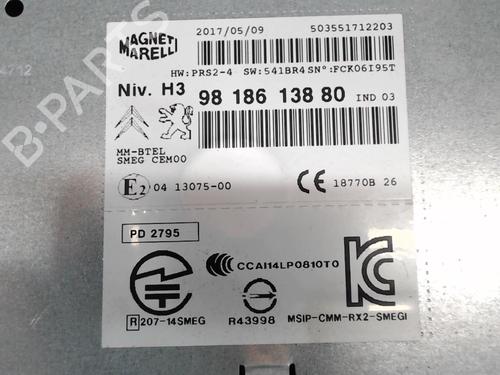 MAGNETI MARELLI
2017/05/09 503551712203
HW:PRS2-4 SW:541BR4 SN°:FCK06I95T
Niv. H3 98 186 138 80 IND 03
MM-BTEL
SMEG CEM00
E2 04 13075-00 CE 18770B 26
PD 2795
CCAI14LP0810T0
R 207-14SMEG R43998 MSIP-CMM-RX2-SMEGI
4712
B-PARTS